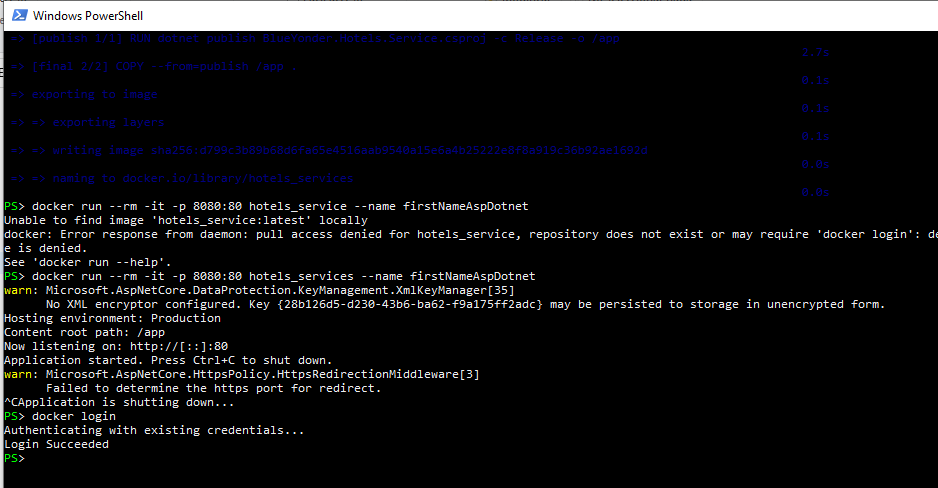 Windows PowerShell
=> [publish 1/1] RUN dotnet publish BlueYonder.Hotels.Service.csproj -c Release -o /app
2.7s
=> [final 2/2] COPY --from=publish /app .
0.1s
=> exporting to image
0.1s
=> => exporting layers
0.1s
=> => writing image
0.0s
=> => naming to docker.io/library/hotels_services
0.0s
PS> docker run --rm -it -p 8080:80 hotels_service --name firstNameAspDotnet
Unable to find image 'hotels_service:latest' locally
docker: Error response from daemon: pull access denied for hotels_service, repository does not exist or may require 'docker login': de
e is denied.
See 'docker run --help'.
PS> docker run --rm -it -p 8080:80 hotels_services --name firstNameAspDotnet
warn: Microsoft.AspNetCore.DataProtection.KeyManagement.XmlKeyManager[35]
No XML encryptor configured. Key {28b126d5-d230-43b6-ba62-f9a175ff2adc} may be persisted to storage in unencrypted form.
Hosting environment: Production
Content root path: /app
Now listening on: http://[::]:80
Application started. Press Ctrl+C to shut down.
warn: Microsoft.AspNetCore.HttpsPolicy.HttpsRedirectionMiddleware[3]
Failed to determine the https port for redirect.
^CApplication is shutting down...
PS> docker login
Authenticating with existing credentials...
Login Succeeded
PS>